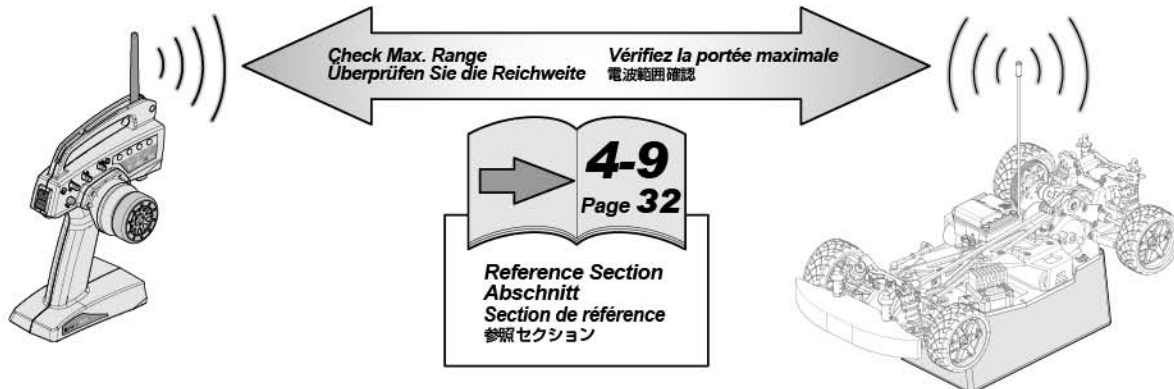 Check Max. Range
Überprüfen Sie die Reichweite
Vérifiez la portée maximale
電波範囲確認
4-9
Page 32
Reference Section
Abschnitt
Section de référence
参照セクション